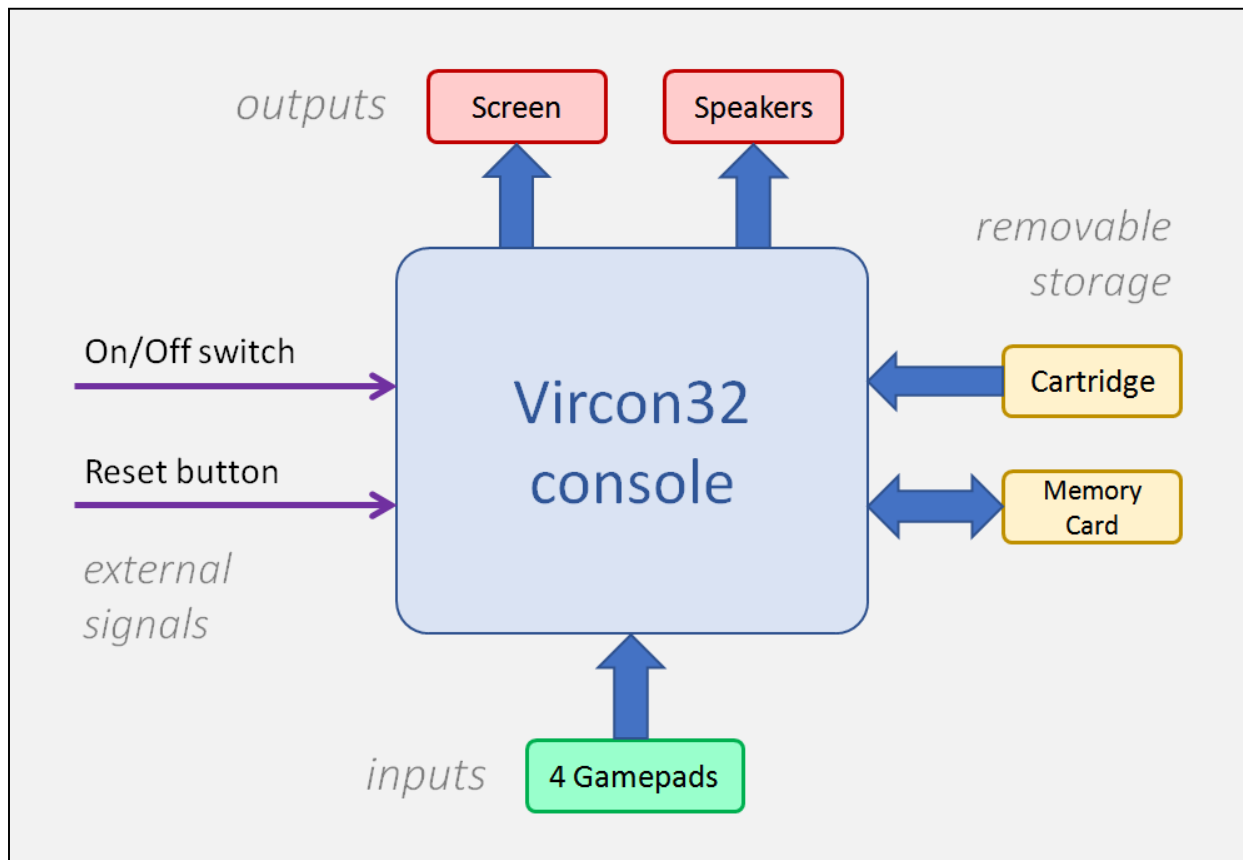 outputs
Screen
Speakers
removable
storage
On/Off switch
Cartridge
Vircon32
console
Reset button
Memory
Card
external
signals
inputs
4 Gamepads